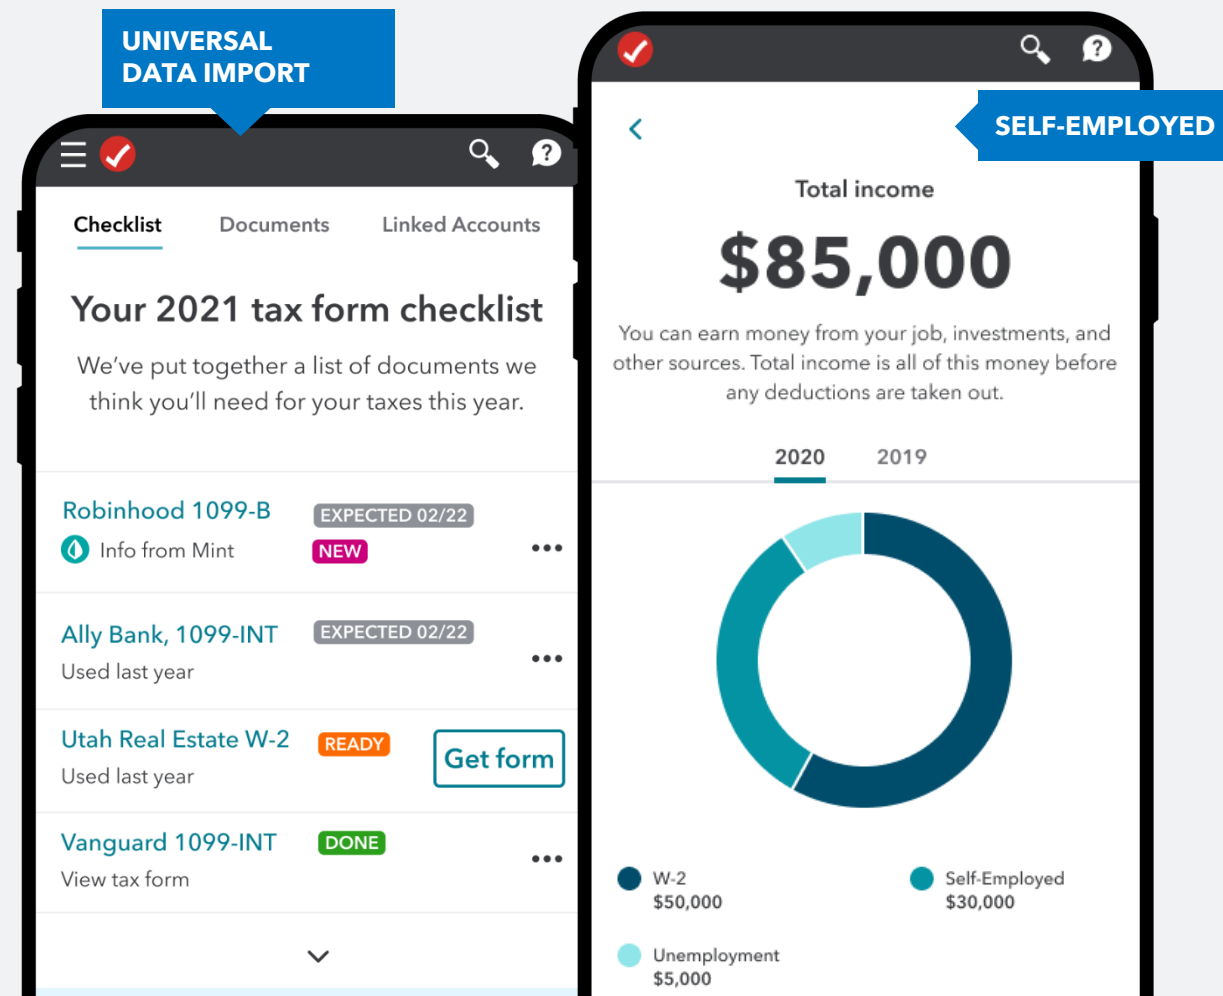 UNIVERSAL
DATA IMPORT
Checklist Documents Linked Accounts
Your 2021 tax form checklist
We’ve put together a list of documents we
think you’ll need for your taxes this year.
Robinhood 1099-B EXPECTED 02/22
Info from Mint NEW
Ally Bank, 1099-INT EXPECTED 02/22
Used last year
Utah Real Estate W-2 READY Get form
Used last year
Vanguard 1099-INT DONE
View tax form
SELF-EMPLOYED
Total income
$85,000
You can earn money from your job, investments, and
other sources. Total income is all of this money before
any deductions are taken out.
2020 2019
W-2
$50,000
Self-Employed
$30,000
Unemployment
$5,000